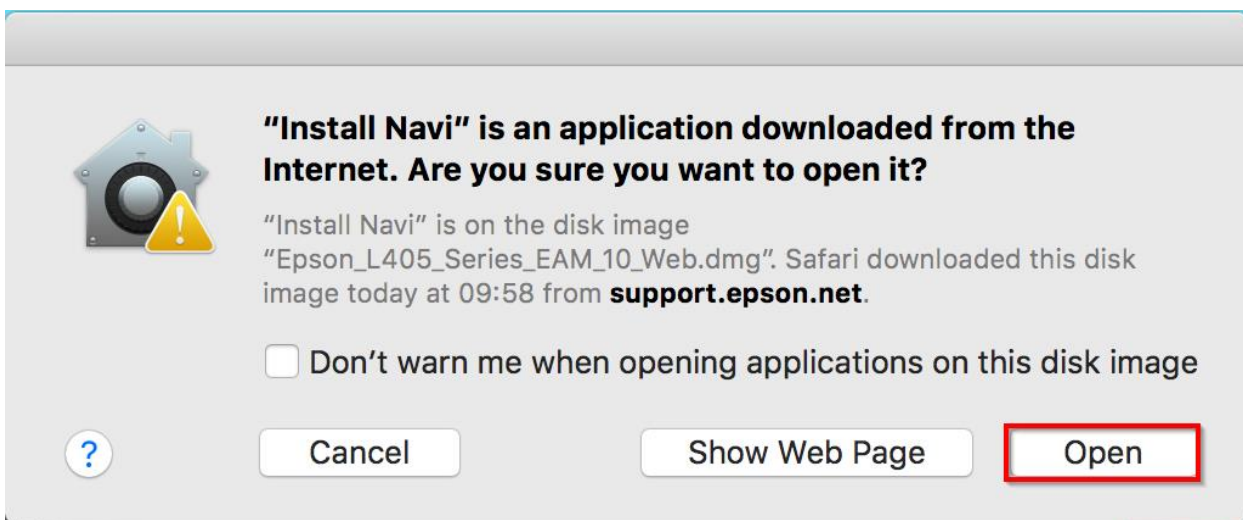 “Install Navi” is an application downloaded from the
Internet. Are you sure you want to open it?
“Install Navi” is on the disk image
“Epson_L405_Series_EAM_10_Web.dmg”. Safari downloaded this disk
image today at 09:58 from support.epson.net.
Don’t warn me when opening applications on this disk image
? Cancel Show Web Page Open